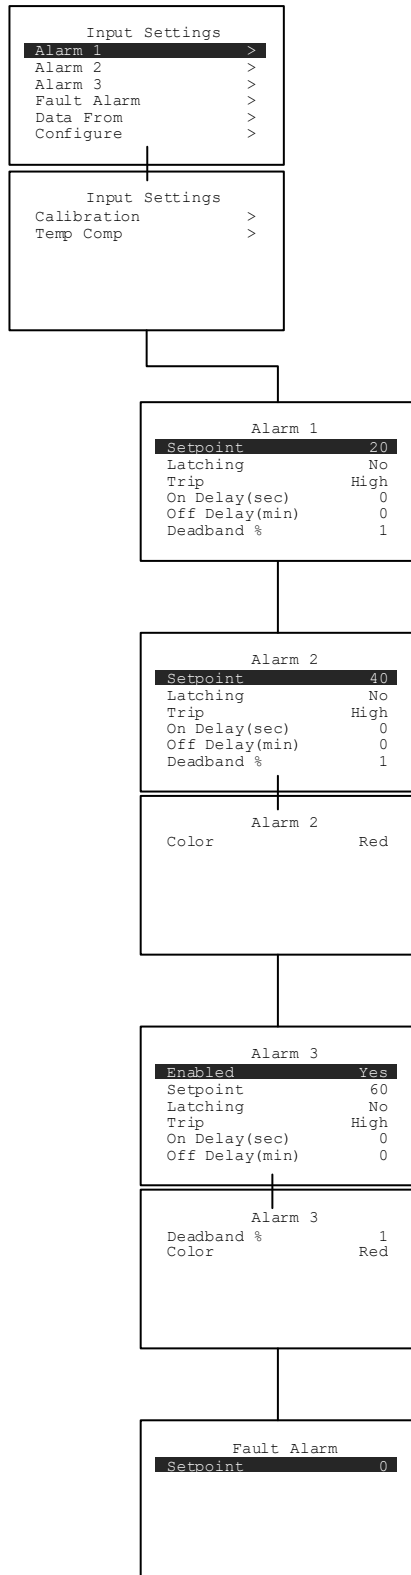 Input Settings
Alarm 1 >
Alarm 2 >
Alarm 3 >
Fault Alarm >
Data From >
Configure >
Input Settings
Calibration >
Temp Comp >
Alarm 1
Setpoint 20
Latching No
Trip High
On Delay(sec) 0
Off Delay(min) 0
Deadband % 1
Alarm 2
Setpoint 40
Latching No
Trip High
On Delay(sec) 0
Off Delay(min) 0
Deadband % 1
Alarm 2
Color Red
Alarm 3
Enabled Yes
Setpoint 60
Latching No
Trip High
On Delay(sec) 0
Off Delay(min) 0
Alarm 3
Deadband % 1
Color Red
Fault Alarm
Setpoint 0